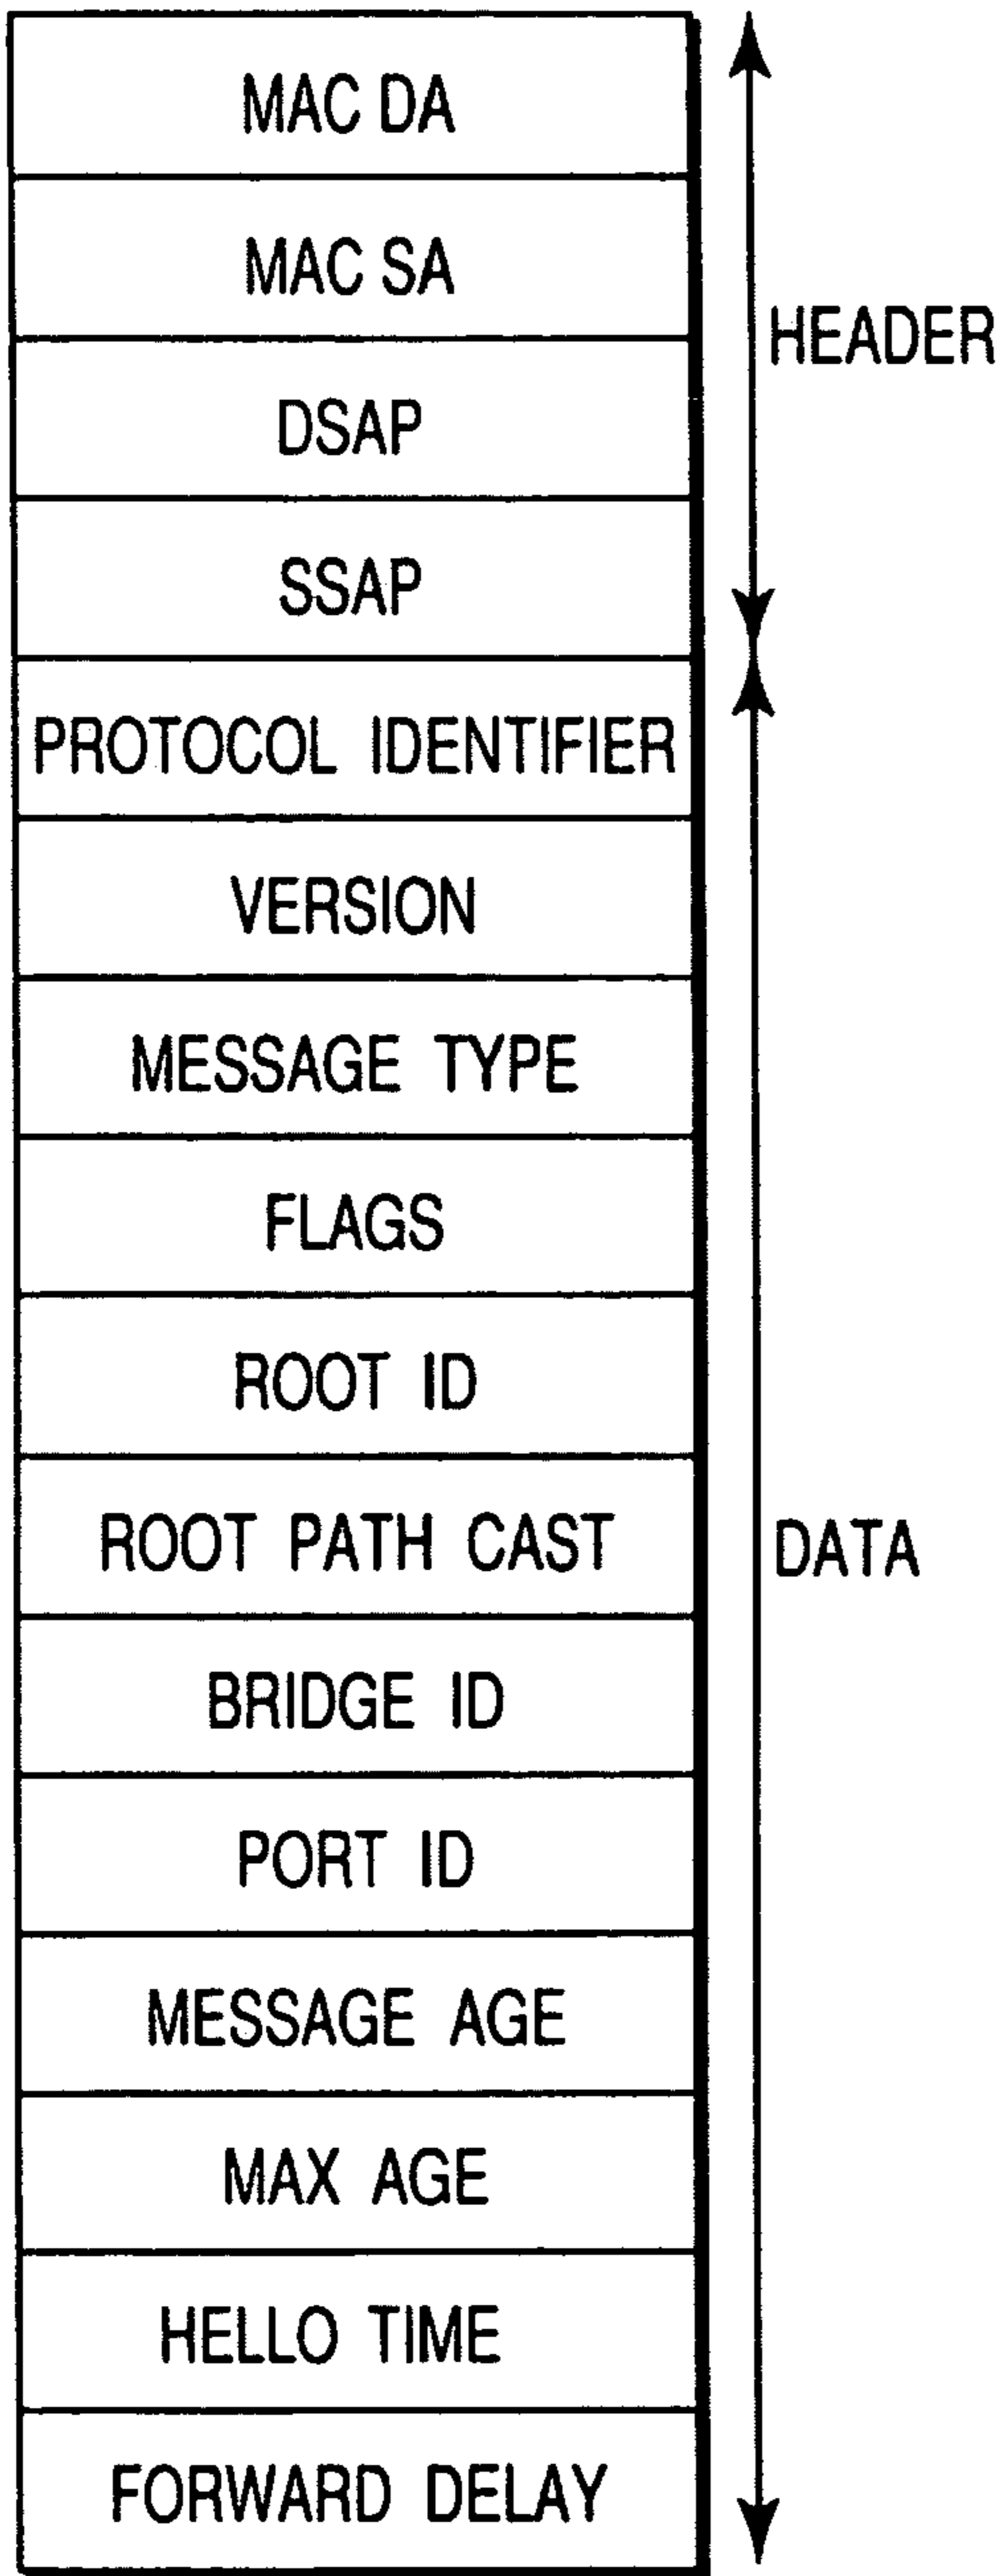 MAC DA
MAC SA
HEADER
DSAP
SSAP
PROTOCOL IDENTIFIER
VERSION
MESSAGE TYPE
FLAGS
ROOT ID
ROOT PATH CAST
DATA
BRIDGE ID
PORT ID
MESSAGE AGE
MAX AGE
HELLO TIME
FORWARD DELAY